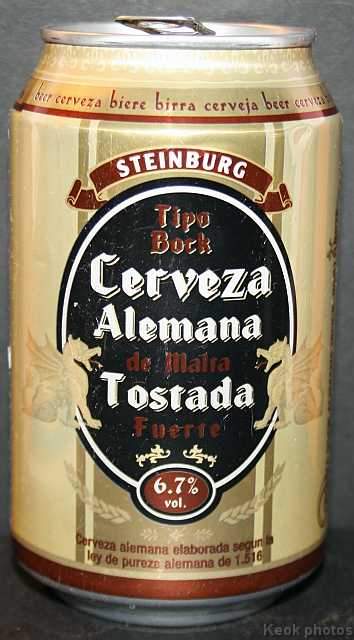 beer cerveza biere birra cerveja beer cerveza
STEINBURG
Tipo
Bock
Cerveza
Alemana
de Malta
Tostada
Fuerte
6.7%
vol.
Cerveza alemana elaborada segun la
ley de pureza alemana de 1.516
Keok photos